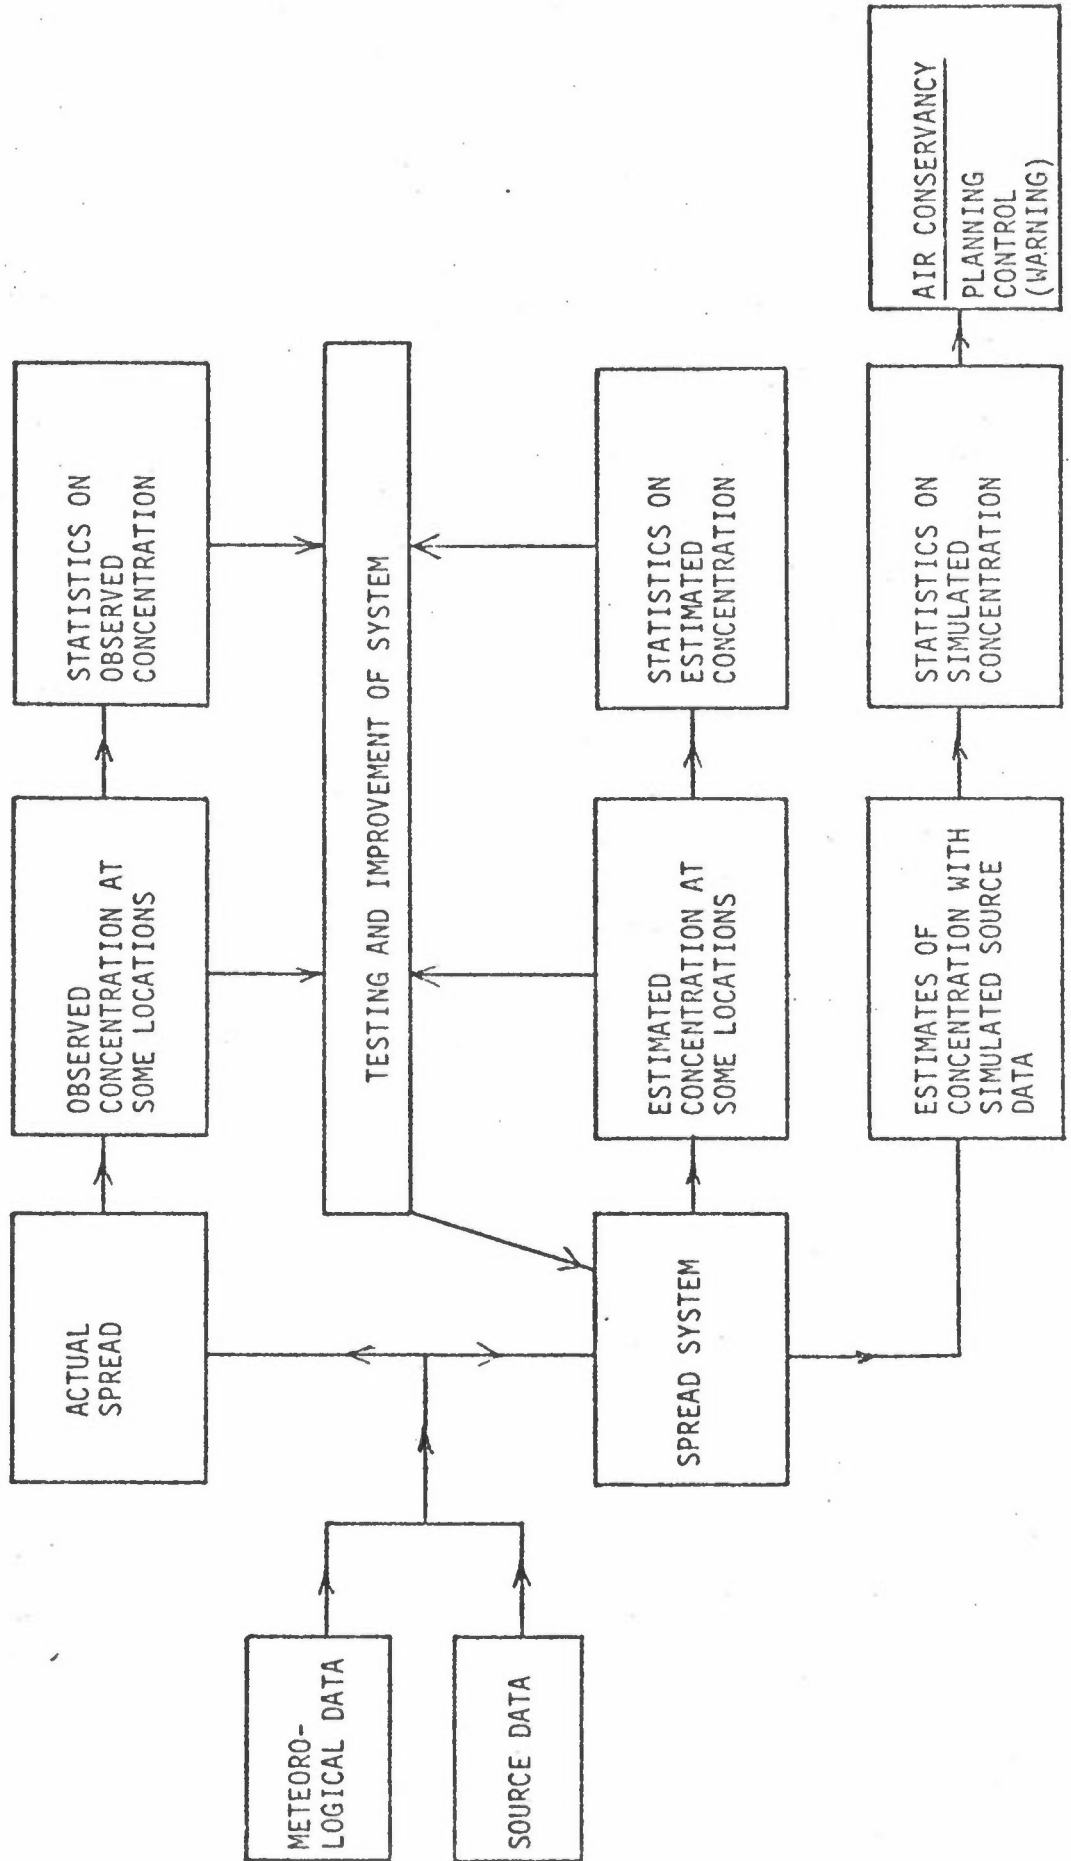 METEORO-
LOGICAL DATA
SOURCE DATA
ACTUAL
SPREAD
OBSERVED
CONCENTRATION AT
SOME LOCATIONS
STATISTICS ON
OBSERVED
CONCENTRATION
TESTING AND IMPROVEMENT OF SYSTEM
SPREAD SYSTEM
ESTIMATED
CONCENTRATION AT
SOME LOCATIONS
STATISTICS ON
ESTIMATED
CONCENTRATION
ESTIMATES OF
CONCENTRATION WITH
SIMULATED SOURCE
DATA
STATISTICS ON
SIMULATED
CONCENTRATION
AIR CONSERVANCY
PLANNING
CONTROL
(WARNING)